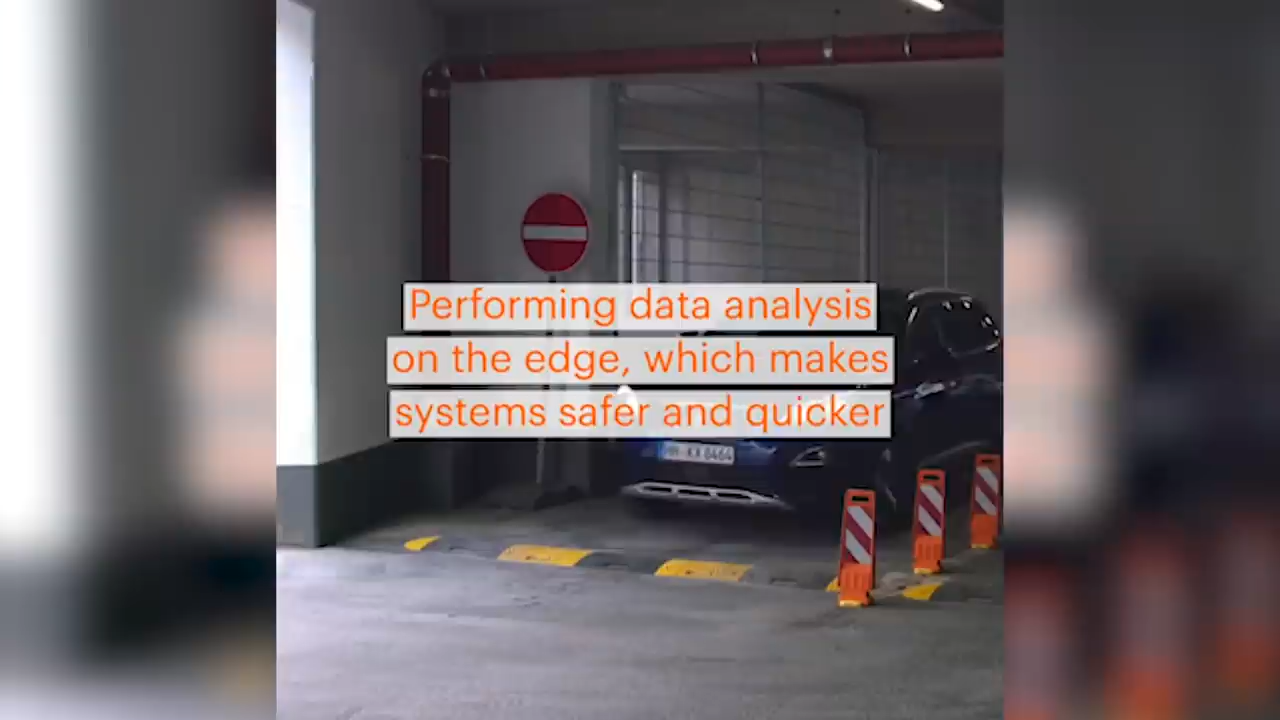 Performing data analysis
on the edge, which makes
systems safer and quicker